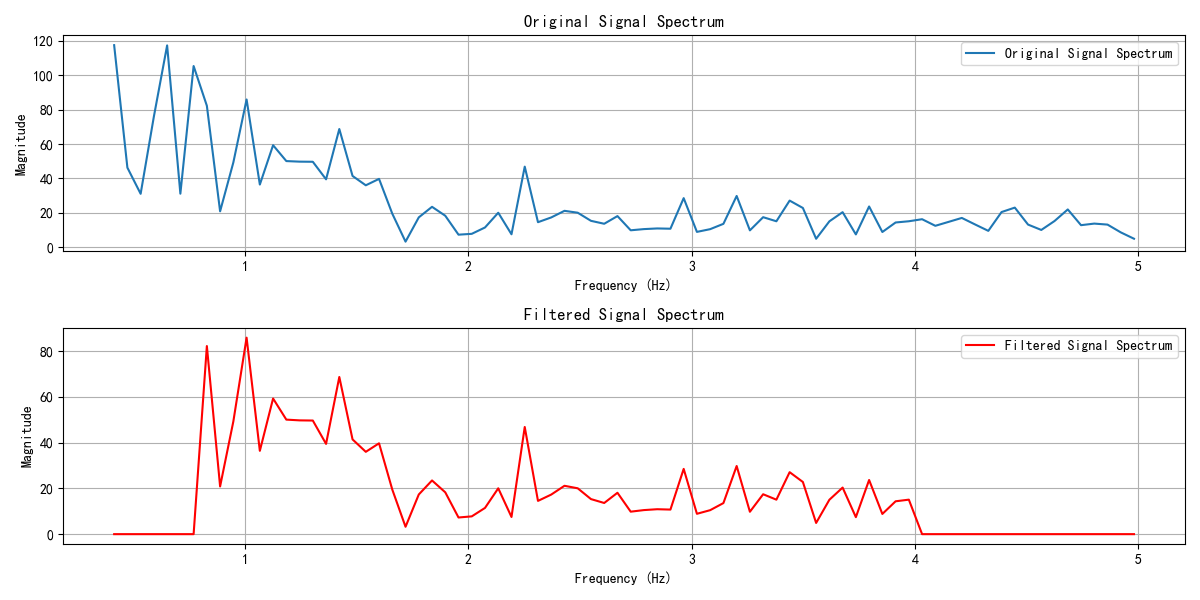 Original Signal Spectrum
120
100
80
60
40
20
0
Magnitude
Original Signal Spectrum
1
2
3
4
5
Frequency (Hz)
Filtered Signal Spectrum
80
60
40
20
0
Magnitude
Filtered Signal Spectrum
1
2
3
4
5
Frequency (Hz)